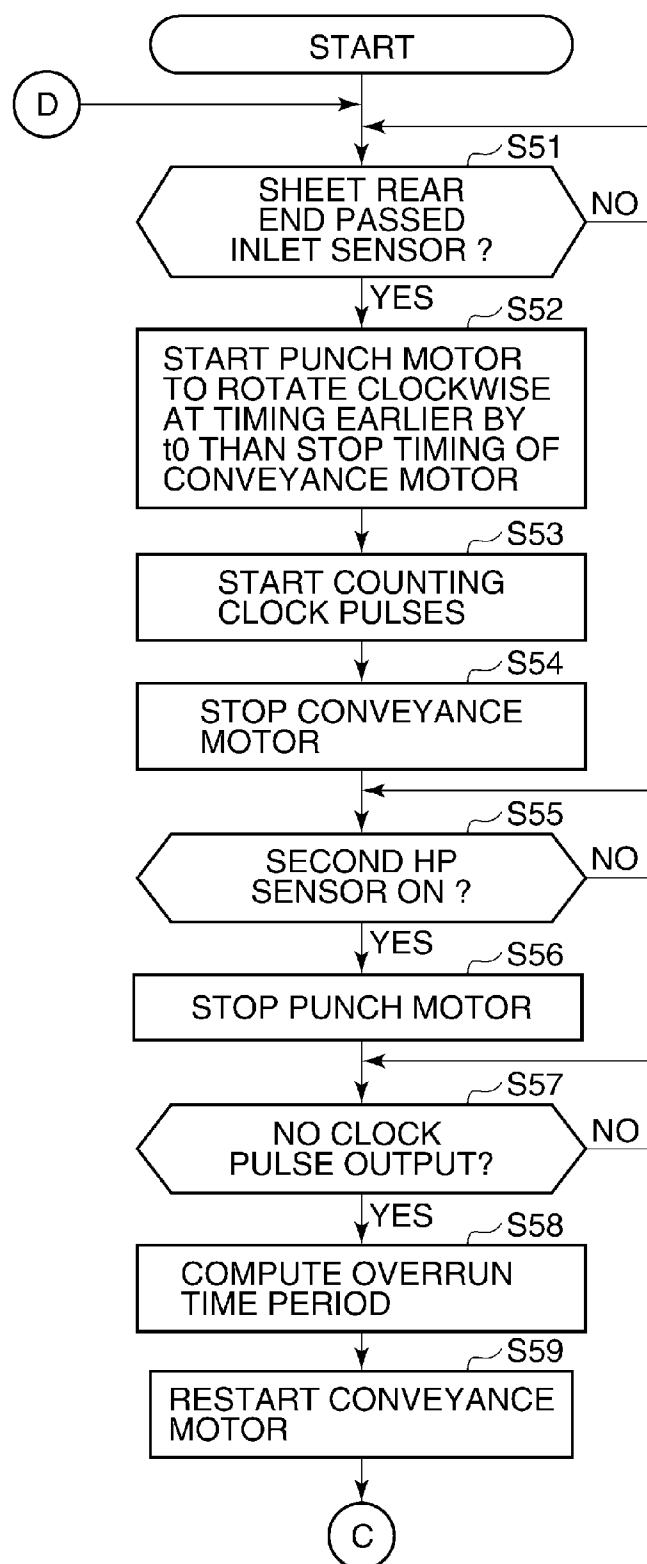 START
D
S51
SHEET REAR
END PASSED
INLET SENSOR ?
NO
YES
S52
START PUNCH MOTOR
TO ROTATE CLOCKWISE
AT TIMING EARLIER BY
t0 THAN STOP TIMING OF
CONVEYANCE MOTOR
S53
START COUNTING
CLOCK PULSES
S54
STOP CONVEYANCE
MOTOR
S55
SECOND HP
SENSOR ON ?
NO
YES
S56
STOP PUNCH MOTOR
S57
NO CLOCK
PULSE OUTPUT?
NO
YES
S58
COMPUTE OVERRUN
TIME PERIOD
S59
RESTART CONVEYANCE
MOTOR
C